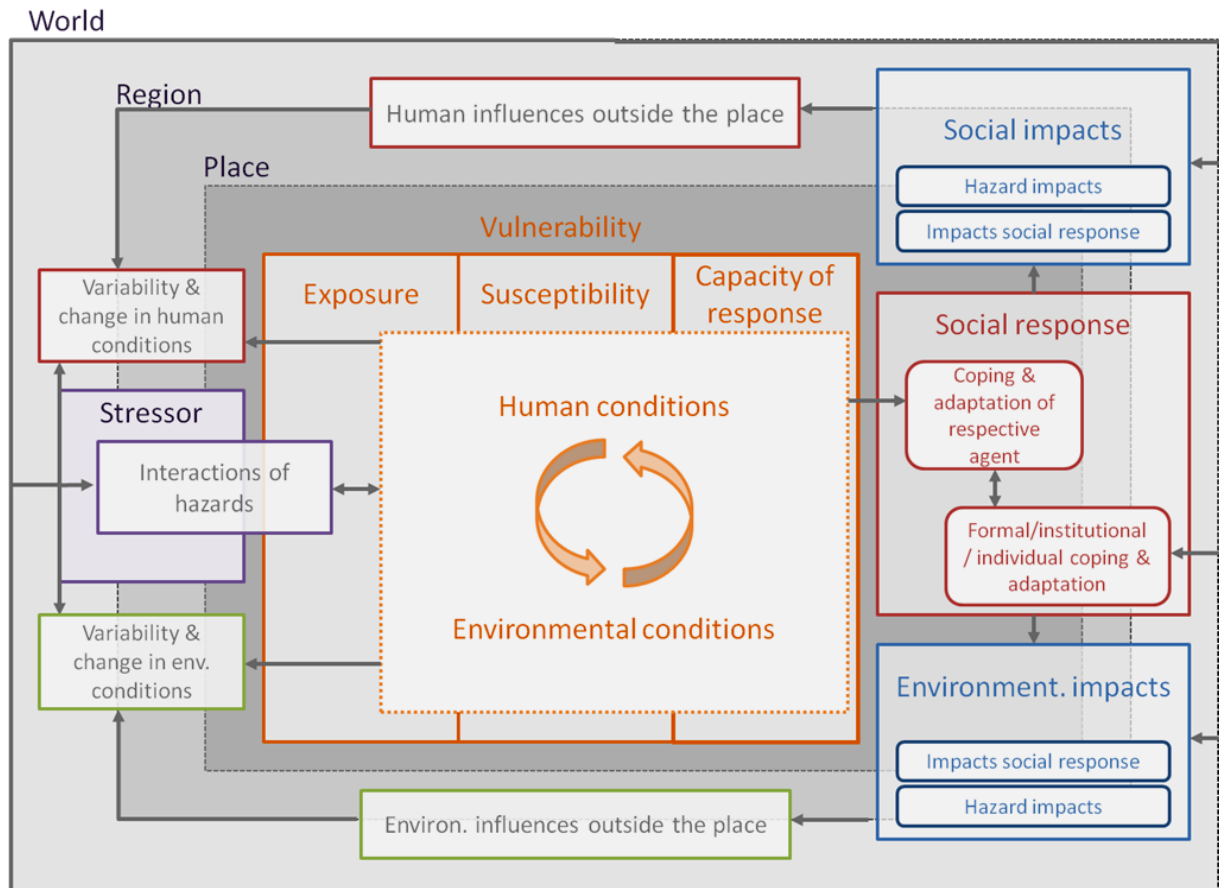 World
Region
Human influences outside the place
Social impacts
Hazard impacts
Impacts social response
Place
Vulnerability
Exposure
Susceptibility
Capacity of
response
Variability &
change in human
conditions
Stressor
Interactions of
hazards
Human conditions
Environmental conditions
Social response
Coping &
adaptation of
respective
agent
Formal/institutional
/ individual coping &
adaptation
Variability &
change in env.
conditions
Environment. impacts
Impacts social response
Hazard impacts
Environ. influences outside the place